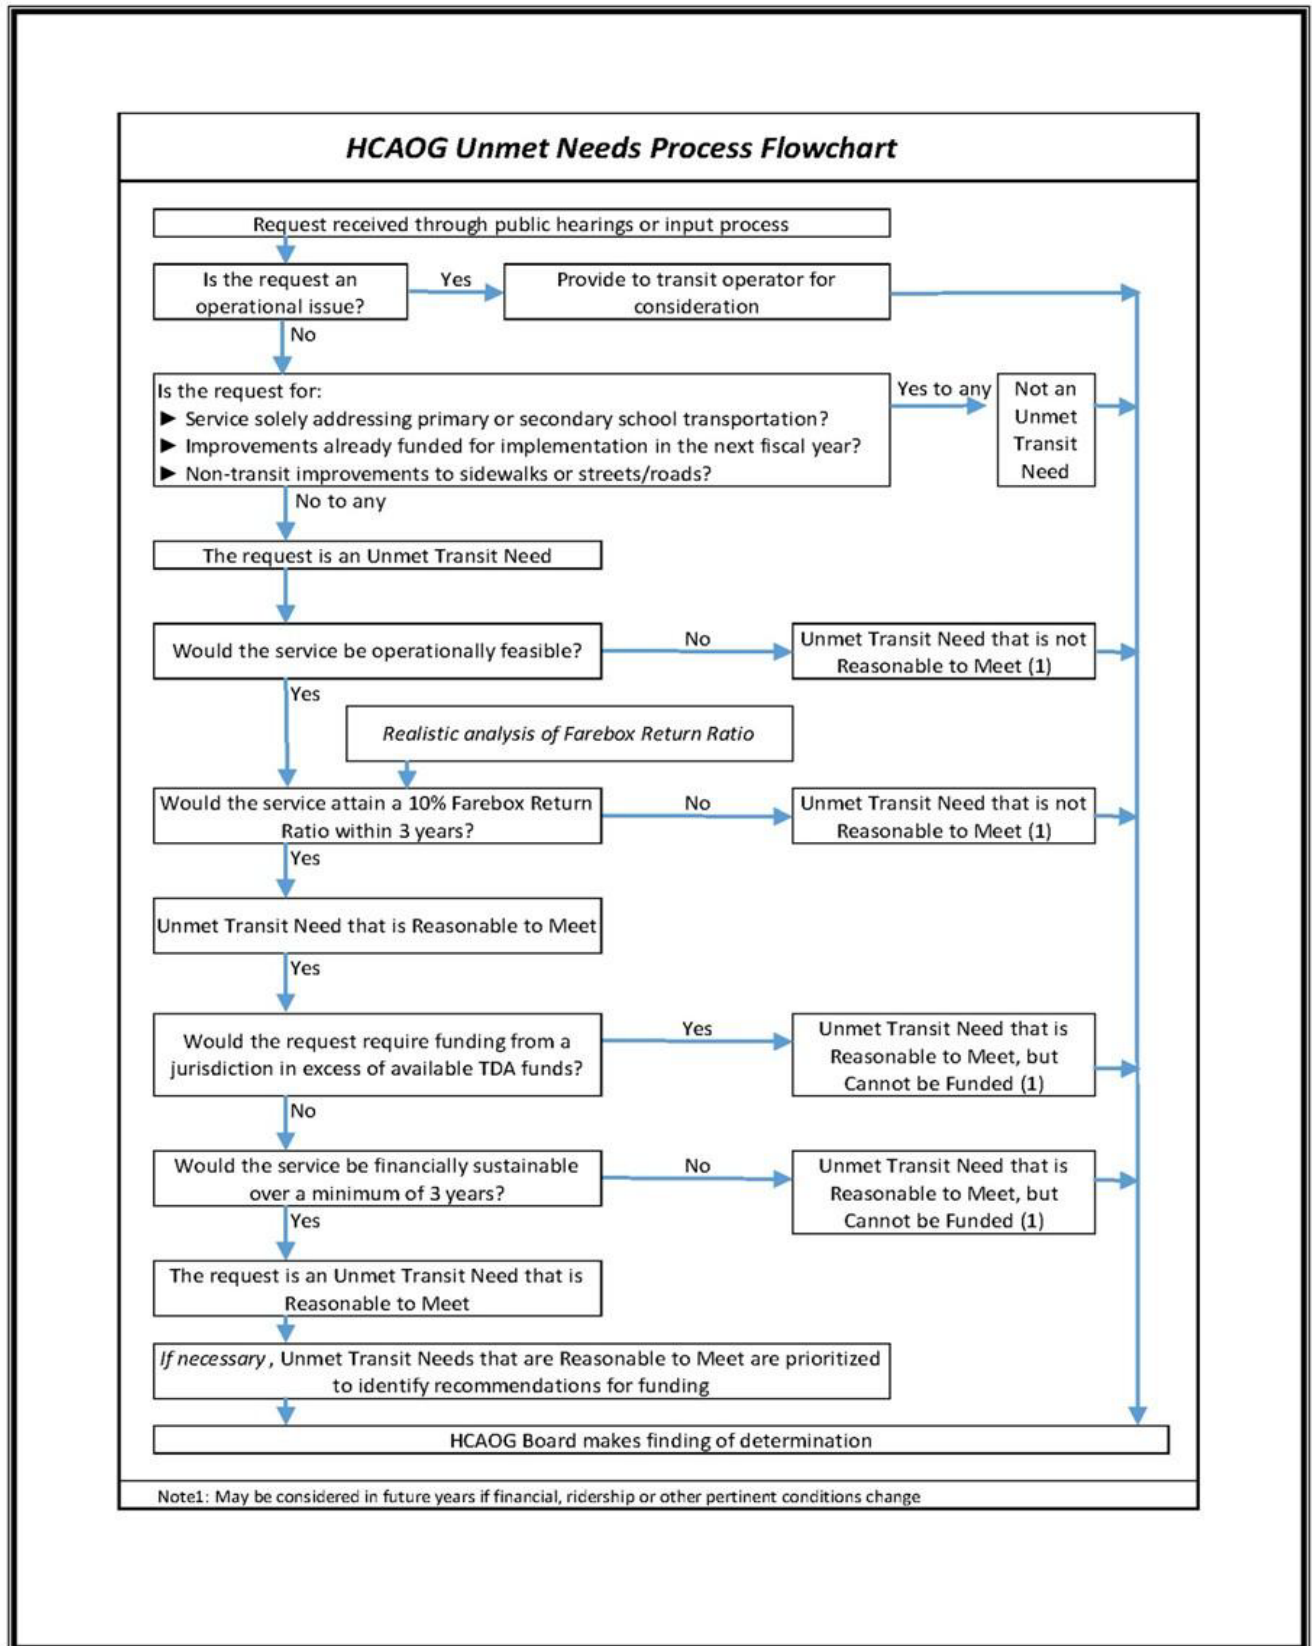 HCAOG Unmet Needs Process Flowchart
Request received through public hearings or input process
Is the request an
operational issue?
Yes
Provide to transit operator for
consideration
No
Is the request for:
► Service solely addressing primary or secondary school transportation?
► Improvements already funded for implementation in the next fiscal year?
► Non-transit improvements to sidewalks or streets/roads?
Yes to any
Not an
Unmet
Transit
Need
No to any
The request is an Unmet Transit Need
Would the service be operationally feasible?
No
Unmet Transit Need that is not
Reasonable to Meet (1)
Yes
Realistic analysis of Farebox Return Ratio
Would the service attain a 10% Farebox Return
Ratio within 3 years?
No
Unmet Transit Need that is not
Reasonable to Meet (1)
Yes
Unmet Transit Need that is Reasonable to Meet
Yes
Would the request require funding from a
jurisdiction in excess of available TDA funds?
Yes
Unmet Transit Need that is
Reasonable to Meet, but
Cannot be Funded (1)
No
Would the service be financially sustainable
over a minimum of 3 years?
No
Unmet Transit Need that is
Reasonable to Meet, but
Cannot be Funded (1)
Yes
The request is an Unmet Transit Need that is
Reasonable to Meet
If necessary, Unmet Transit Needs that are Reasonable to Meet are prioritized
to identify recommendations for funding
HCAOG Board makes finding of determination
Note1: May be considered in future years if financial, ridership or other pertinent conditions change